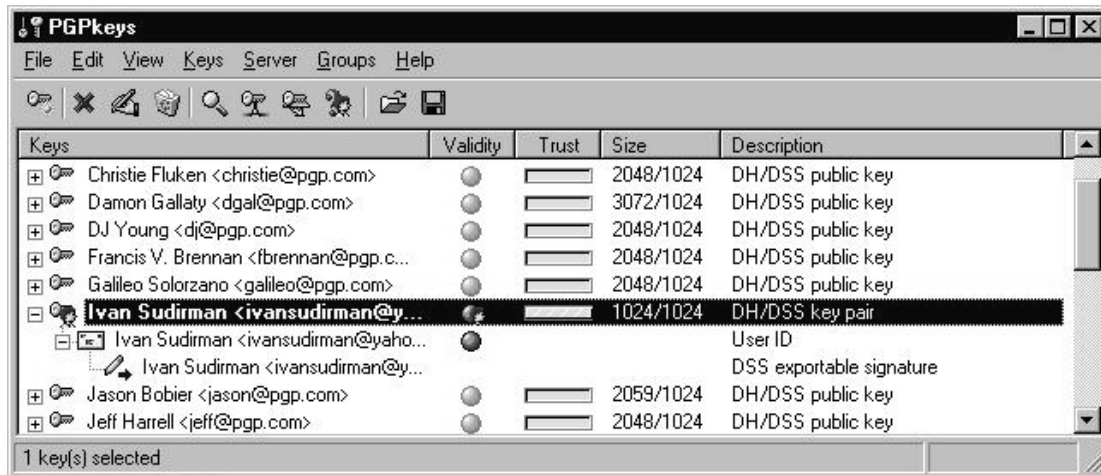 PGPkeys
File Edit View Keys Server Groups Help
Keys Validity Trust Size Description
Christie Fluken <christie@pgp.com> 2048/1024 DH/DSS public key
Damon Gallaty <dgal@pgp.com> 3072/1024 DH/DSS public key
DJ Young <dj@pgp.com> 2048/1024 DH/DSS public key
Francis V. Brennan <fbrennan@pgp.c... 2048/1024 DH/DSS public key
Galileo Solorzano <galileo@pgp.com> 2048/1024 DH/DSS public key
Ivan Sudirman <ivansudirman@y... 1024/1024 DH/DSS key pair
Ivan Sudirman <ivansudirman@yaho... User ID
Ivan Sudirman <ivansudirman@y... DSS exportable signature
Jason Bobier <jason@pgp.com> 2059/1024 DH/DSS public key
Jeff Harrell <jeff@pgp.com> 2048/1024 DH/DSS public key
1 key(s) selected